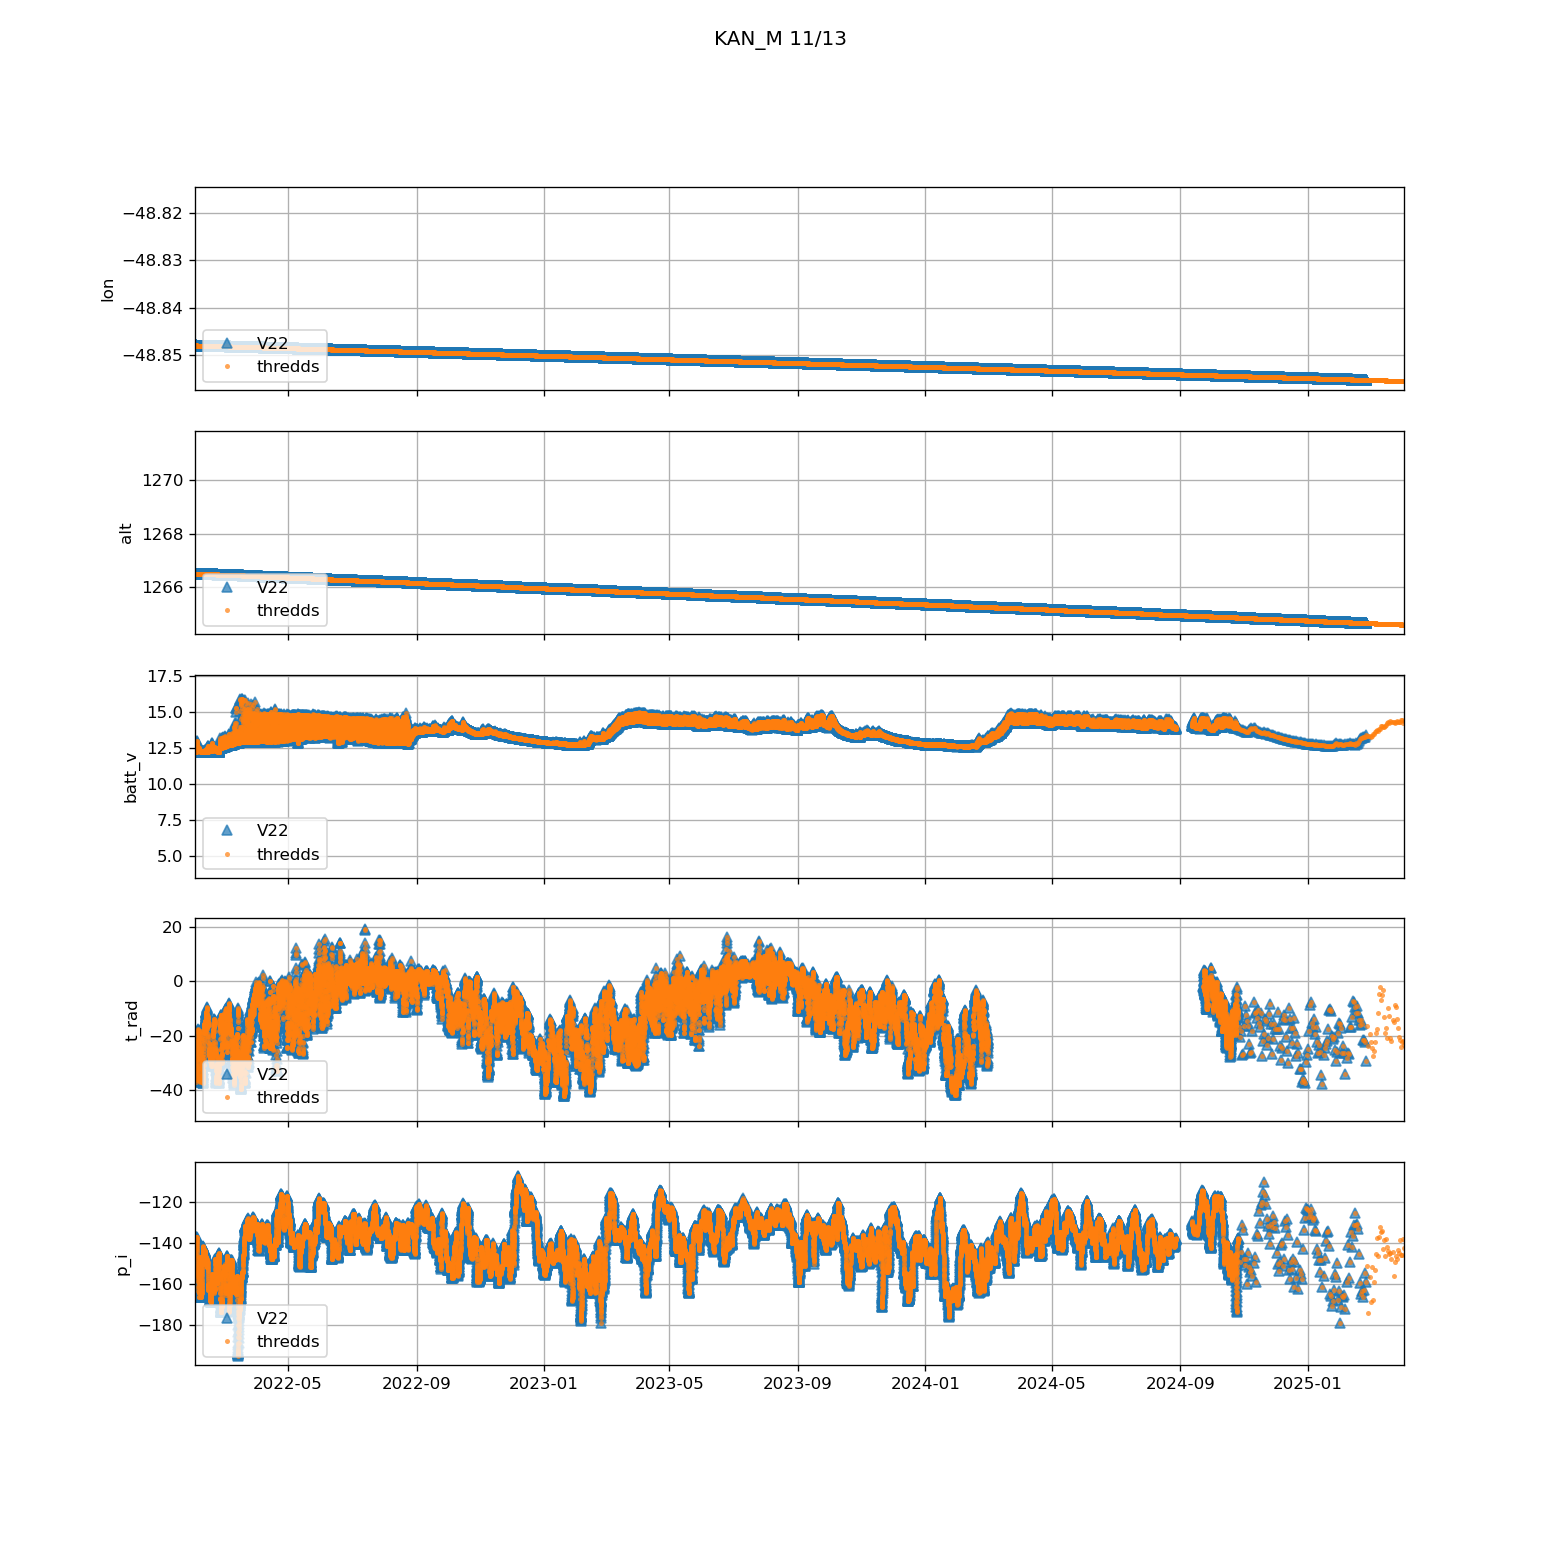 KAN_M 11/13
−48.82
−48.83
−48.84
−48.85
lon
V22
thredds
1270
1268
1266
alt
V22
thredds
17.5
15.0
12.5
10.0
7.5
5.0
batt_v
V22
thredds
20
0
−20
−40
t_rad
V22
thredds
−120
−140
−160
−180
p_i
V22
thredds
2022-05 2022-09 2023-01 2023-05 2023-09 2024-01 2024-05 2024-09 2025-01